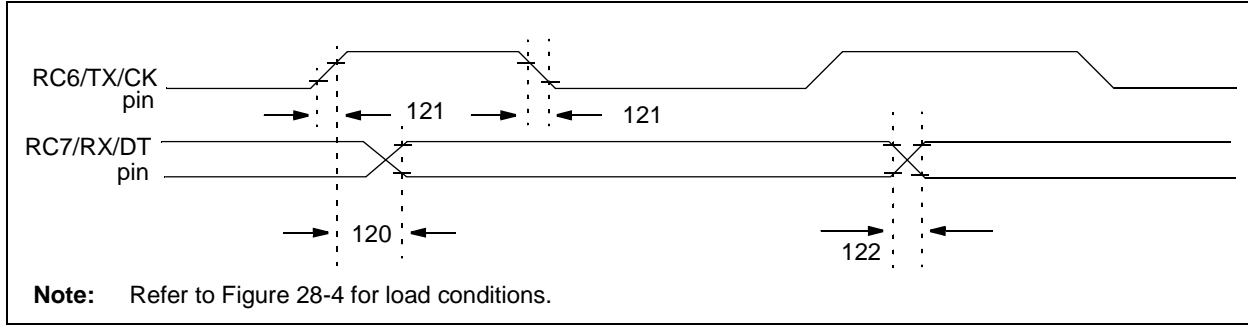 RC6/TX/CK
pin
121
121
RC7/RX/DT
pin
120
122
Note: Refer to Figure 28-4 for load conditions.